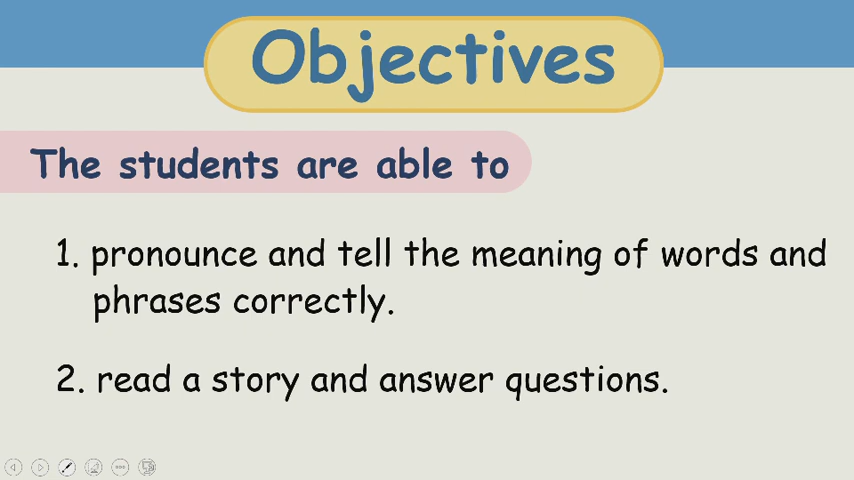 Objectives
The students are able to
1. pronounce and tell the meaning of words and
phrases correctly.
2. read a story and answer questions.